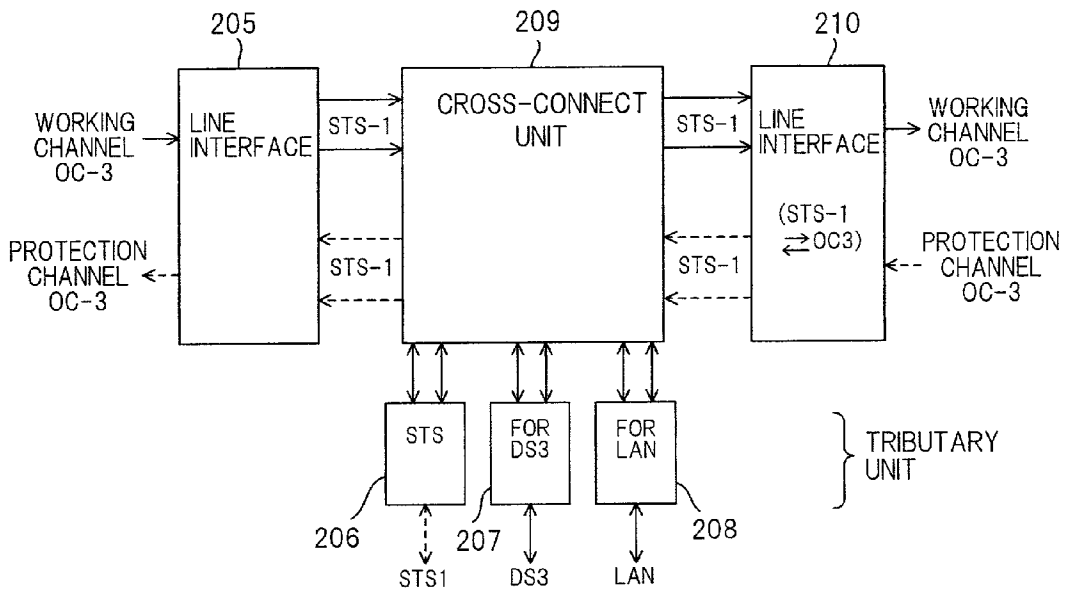 205
209
210
WORKING
CHANNEL
OC-3
LINE
INTERFACE
STS-1
CROSS-CONNECT
UNIT
STS-1
LINE
INTERFACE
WORKING
CHANNEL
OC-3
PROTECTION
CHANNEL
OC-3
STS-1
STS-1
(STS-1
OC3)
PROTECTION
CHANNEL
OC-3
STS
FOR
DS3
FOR
LAN
TRIBUTARY
UNIT
206
207
208
STS1
DS3
LAN